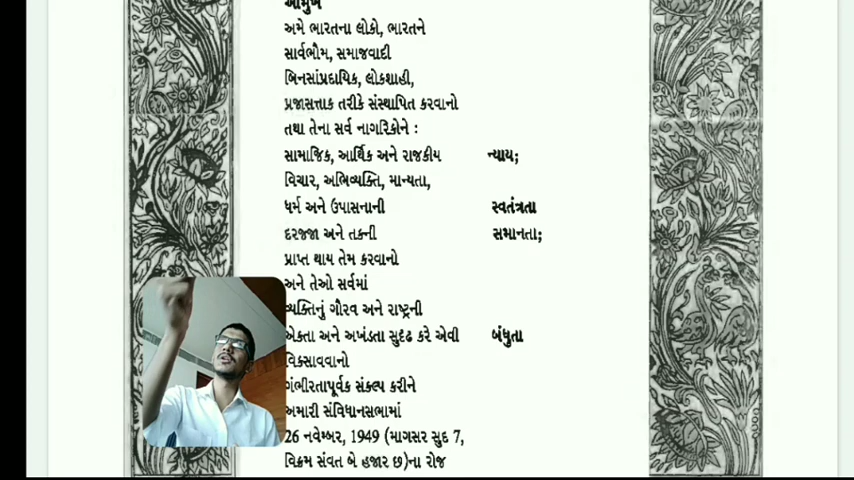 આમુખ
અમે ભારતના લોકો, ભારતને
સાર્વભૌમ, સમાજવાદી
બિનસાંપ્રદાયિક, લોકશાહી,
પ્રજાસત્તાક તરીકે સંસ્થાપિત કરવાનો
તથા તેના સર્વ નાગરિકોને :
સામાજિક, આર્થિક અને રાજકીય ન્યાય;
વિચાર, અભિવ્યક્તિ, માન્યતા,
ધર્મ અને ઉપાસનાની સ્વતંત્રતા
દરજ્જા અને તકની સમાનતા;
પ્રાપ્ત થાય તેમ કરવાનો
અને તેઓ સર્વમાં
વ્યક્તિનું ગૌરવ અને રાષ્ટ્રની
એકતા અને અખંડતા સુદૃઢ કરે એવી બંધુતા
વિકસાવવાનો
ગંભીરતાપૂર્વક સંકલ્પ કરીને
અમારી સંવિધાનસભામાં
26 નવેમ્બર, 1949 (માગસર સુદ 7,
વિક્રમ સંવત બે હજાર છ)ના રોજ